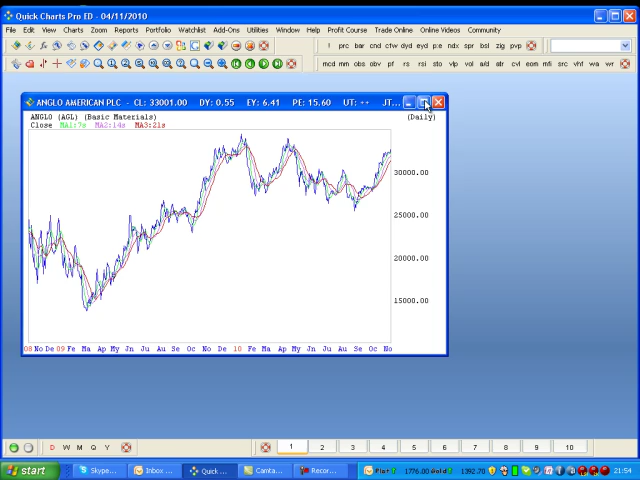 Quick Charts Pro ED - 04/11/2010
File Edit View Charts Zoom Reports Portfolio Watchlist Add-Ons Utilities Window Help Profit Course Trade Online Online Videos Community
! prc bar cnd cfw dyd eyd p:e ndx spr bsl zig pvp
mcd mm obs obv pf rs rsi sto vlp vol a/d atr cvl eom mfi src vhf wa wr
ANGLO AMERICAN PLC - CL: 33001.00 DY: 0.55 EY: 6.41 PE: 15.60 UT: ++ JT...
ANGLO (AGL) (Basic Materials) (Daily)
Close MA1:7s MA2:14s MA3:21s
30000.00
25000.00
20000.00
15000.00
08 No De 09 Fe Ma Ap My Jn Ju Au Se Oc No De 10 Fe Ma Ap My Jn Ju Au Se Oc No
D W M Q Y 1 2 3 4 5 6 7 8 9 10
start Skype... Inbox ... Quick ... Camta... Recor... Plat 1776.00 Gold 1392.70 21:54